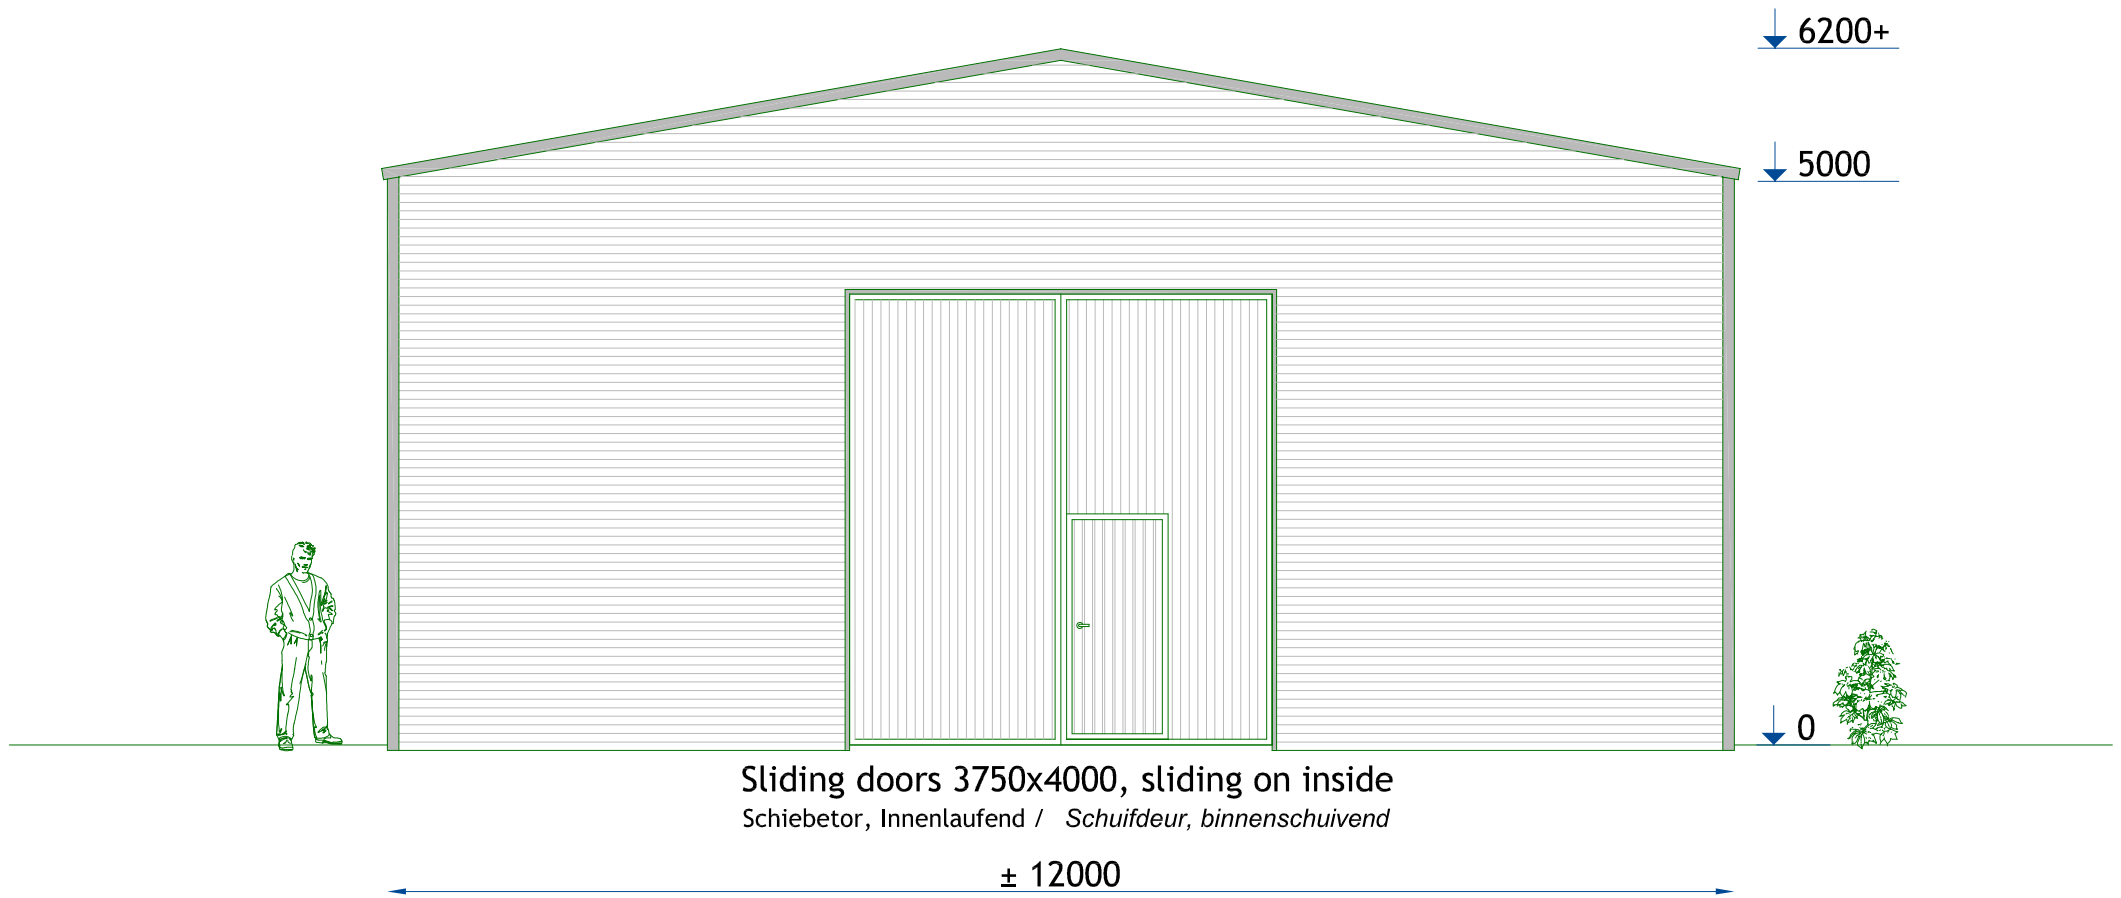 6200+
5000
0
Sliding doors 3750x4000, sliding on inside
Schiebetor, Innenlaufend / Schuifdeur, binnenschuivend
± 12000